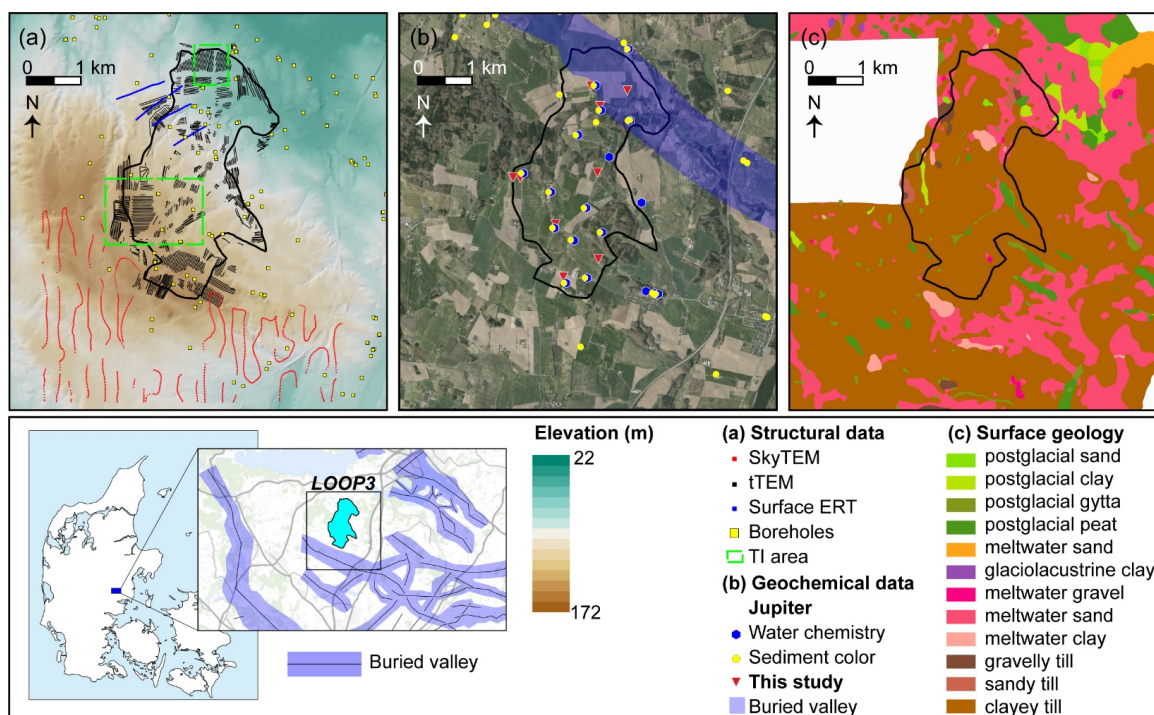 (a)
0 1 km
N
(b)
0 1 km
N
(c)
0 1 km
N
LOOP3
Buried valley
Elevation (m)
22
172
(a) Structural data
SkyTEM
tTEM
Surface ERT
Boreholes
TI area
(b) Geochemical data
Jupiter
Water chemistry
Sediment color
This study
Buried valley
(c) Surface geology
postglacial sand
postglacial clay
postglacial gytta
postglacial peat
meltwater sand
glaciolacustrine clay
meltwater gravel
meltwater sand
meltwater clay
gravelly till
sandy till
clayey till